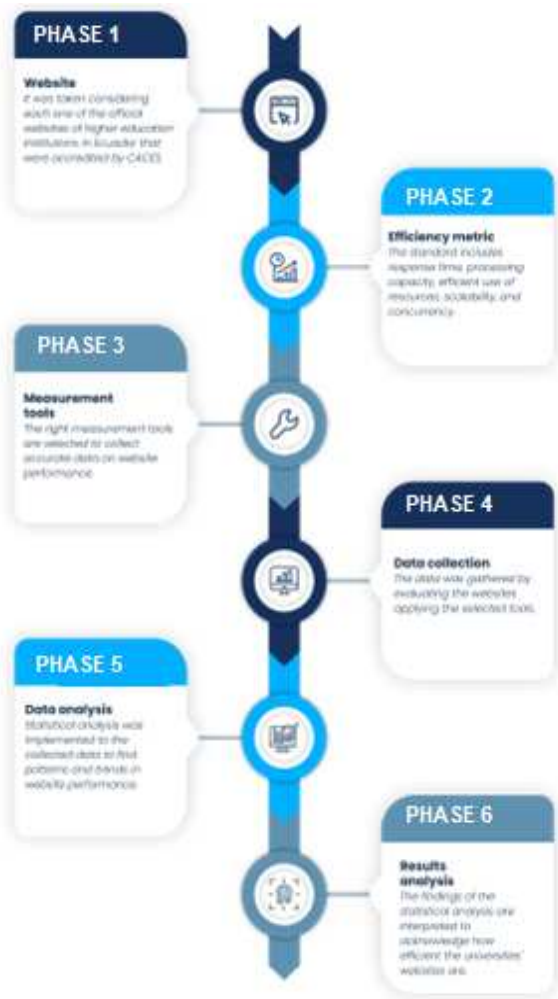 PHASE 1
Website
It was taken considering
each one of the official
websites of higher education
institutions in Ecuador that
were accredited by CACES.
PHASE 2
Efficiency metric
The standard includes
response time, processing
capacity, efficient use of
resources, scalability, and
concurrency.
PHASE 3
Measurement
tools
The right measurement tools
are selected to collect
accurate data on website
performance.
PHASE 4
Data collection
The data was gathered by
evaluating the websites
applying the selected tools.
PHASE 5
Data analysis
Statistical analysis was
implemented to the
collected data to find
patterns and trends in
website performance.
PHASE 6
Results
analysis
The findings of the
statistical analysis are
interpreted to
acknowledge how
efficient the universities'
websites are.